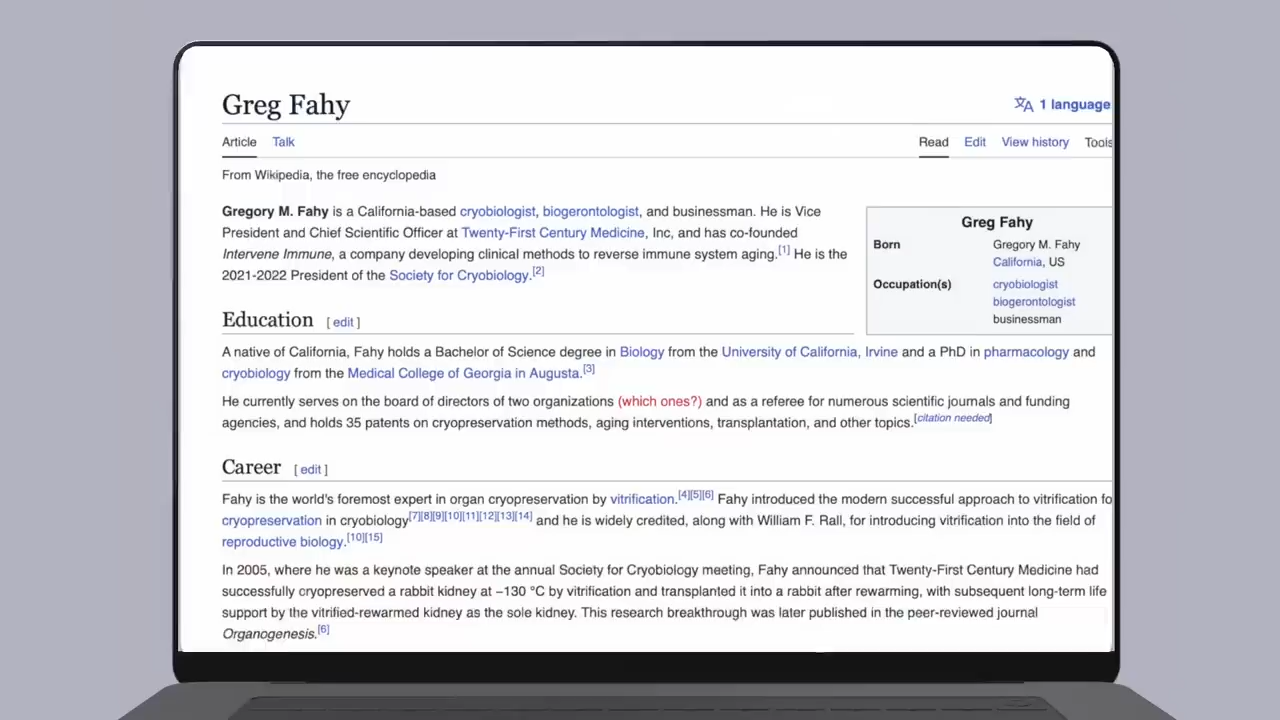 Greg Fahy
1 language
Article Talk Read Edit View history Tools
From Wikipedia, the free encyclopedia
Gregory M. Fahy is a California-based cryobiologist, biogerontologist, and businessman. He is Vice
President and Chief Scientific Officer at Twenty-First Century Medicine, Inc, and has co-founded
Intervene Immune, a company developing clinical methods to reverse immune system aging.[1] He is the
2021-2022 President of the Society for Cryobiology.[2]
Greg Fahy
Born Gregory M. Fahy
California, US
Occupation(s) cryobiologist
biogerontologist
businessman
Education [ edit ]
A native of California, Fahy holds a Bachelor of Science degree in Biology from the University of California, Irvine and a PhD in pharmacology and
cryobiology from the Medical College of Georgia in Augusta.[3]
He currently serves on the board of directors of two organizations (which ones?) and as a referee for numerous scientific journals and funding
agencies, and holds 35 patents on cryopreservation methods, aging interventions, transplantation, and other topics.[citation needed]
Career [ edit ]
Fahy is the world's foremost expert in organ cryopreservation by vitrification.[4][5][6] Fahy introduced the modern successful approach to vitrification fo
cryopreservation in cryobiology[7][8][9][10][11][12][13][14] and he is widely credited, along with William F. Rall, for introducing vitrification into the field of
reproductive biology.[10][15]
In 2005, where he was a keynote speaker at the annual Society for Cryobiology meeting, Fahy announced that Twenty-First Century Medicine had
successfully cryopreserved a rabbit kidney at −130 °C by vitrification and transplanted it into a rabbit after rewarming, with subsequent long-term life
support by the vitrified-rewarmed kidney as the sole kidney. This research breakthrough was later published in the peer-reviewed journal
Organogenesis.[6]